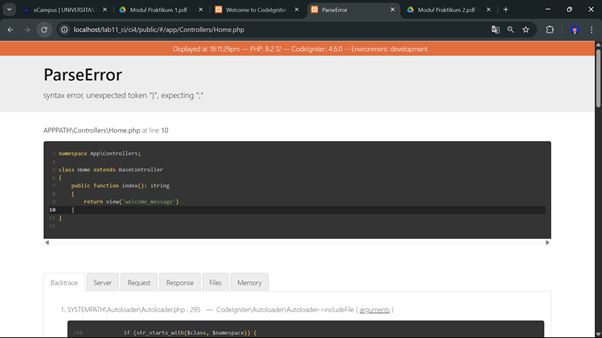 eCampus | UNIVERSITAS
Modul Praktikum 1.pdf
Welcome to CodeIgniter
ParseError
Modul Praktikum 2.pdf
localhost/lab11_ci/ci4/public/#/app/Controllers/Home.php
Displayed at 18:11:29pm — PHP: 8.2.12 — CodeIgniter: 4.6.0 -- Environment: development
ParseError
syntax error, unexpected token "}", expecting ";"
APPPATH\Controllers\Home.php at line 10
3 namespace App\Controllers;
4
5 class Home extends BaseController
6 {
7 public function index(): string
8 {
9 return view('welcome_message')
10 }
11 }
12
Backtrace Server Request Response Files Memory
1. SYSTEMPATH\Autoloader\Autoloader.php : 295 — CodeIgniter\Autoloader\Autoloader->includeFile ( arguments )
288 if (str_starts_with($class, $namespace)) {